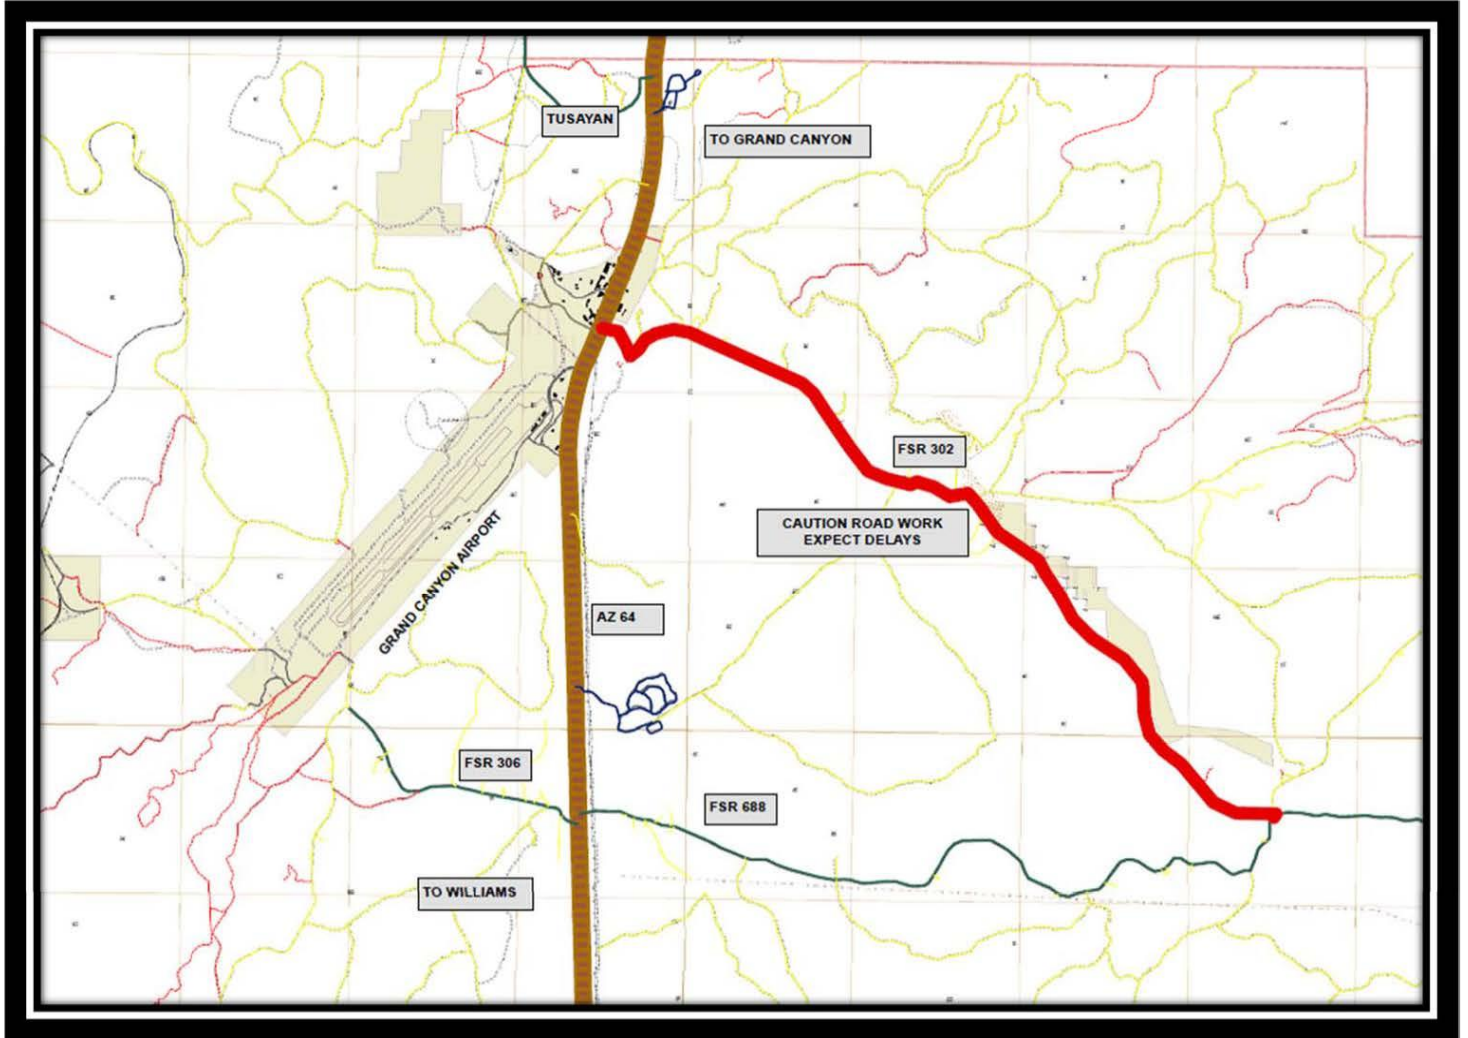 TUSAYAN
TO GRAND CANYON
FSR 302
CAUTION ROAD WORK
EXPECT DELAYS
GRAND CANYON AIRPORT
AZ 64
FSR 306
FSR 688
TO WILLIAMS